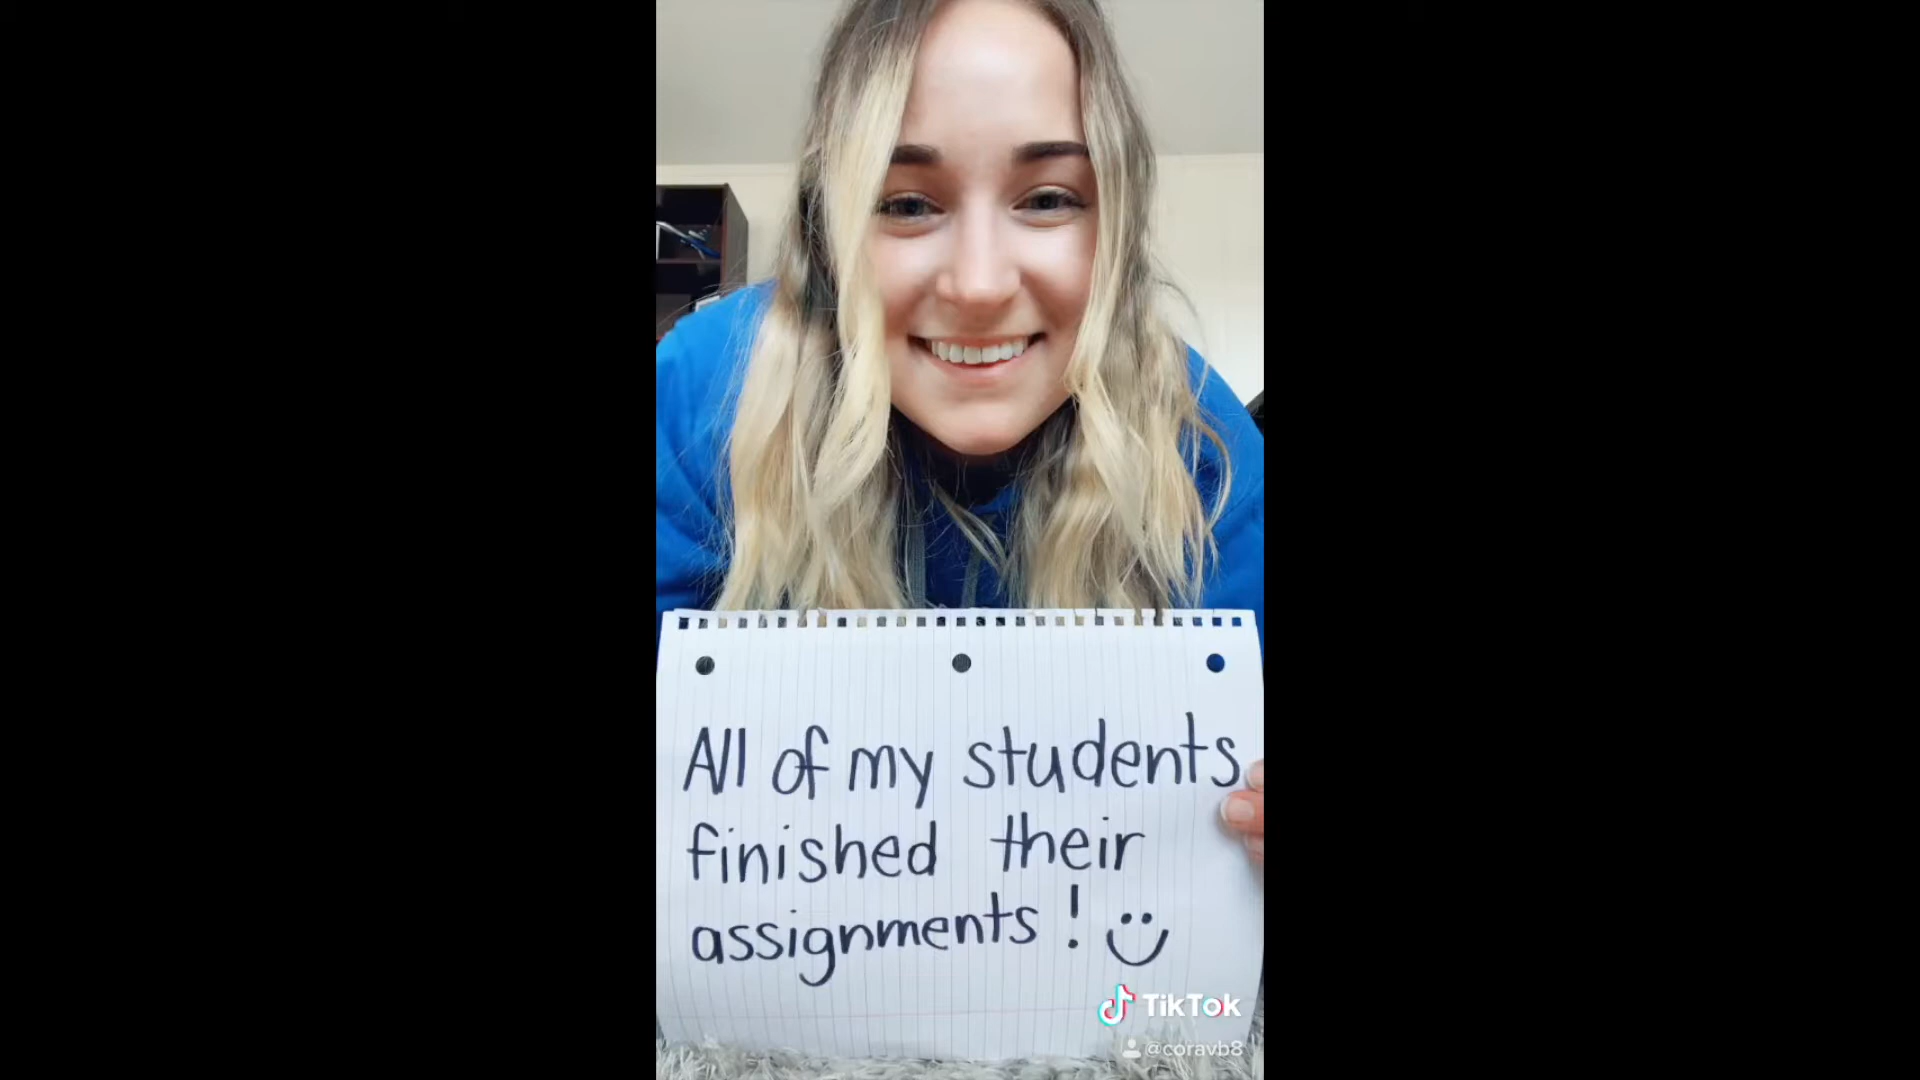 All of my students
finished their
assignments!
TikTok
@coravb8